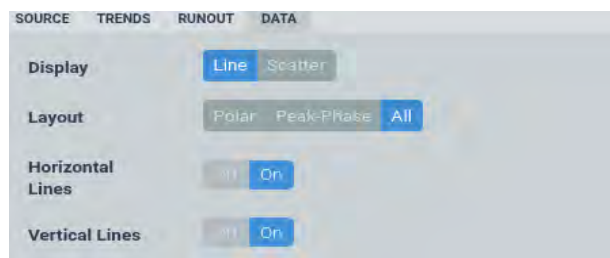 SOURCE TRENDS RUNOUT DATA
Display Line Scatter
Layout Polar Peak-Phase All
Horizontal
Lines
On
Vertical Lines On